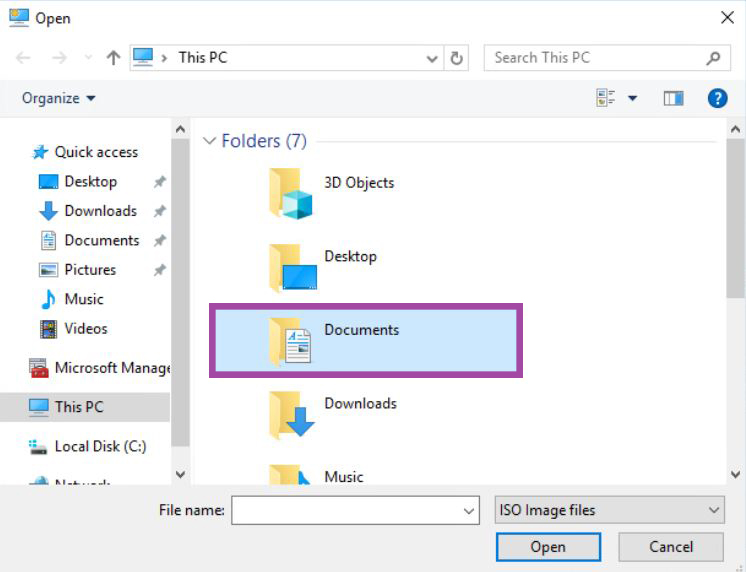 Open
This PC
Search This PC
Organize
Quick access
Desktop
Downloads
Documents
Pictures
Music
Videos
Microsoft Manage
This PC
Local Disk (C:)
Network
Folders (7)
3D Objects
Desktop
Documents
Downloads
Music
File name:
ISO Image files
Open
Cancel